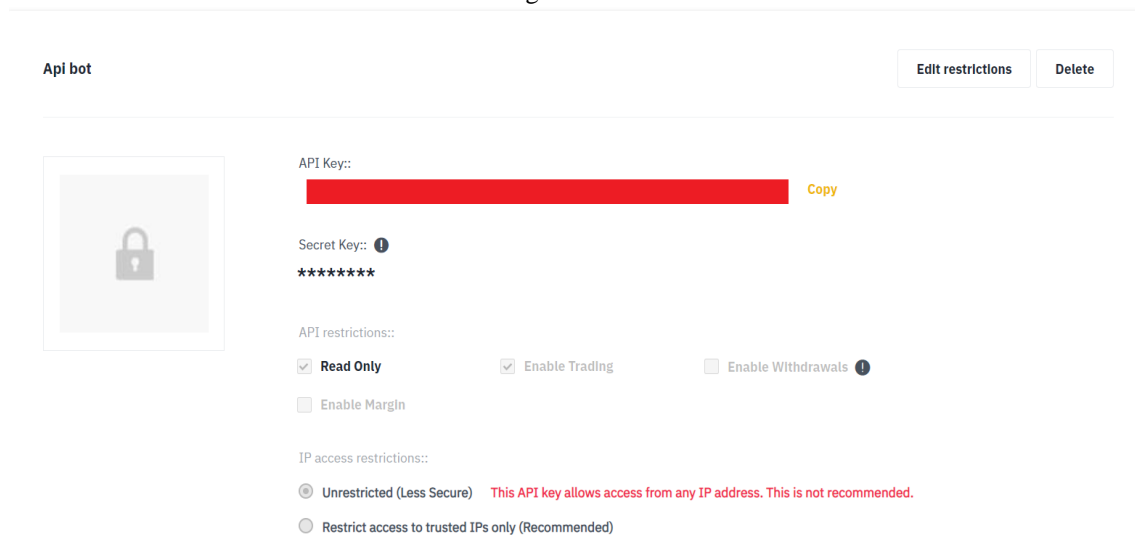 Api bot
Edit restrictions
Delete
API Key::
Copy
Secret Key:: !
********
API restrictions::
Read Only Enable Trading Enable Withdrawals !
Enable Margin
IP access restrictions::
Unrestricted (Less Secure) This API key allows access from any IP address. This is not recommended.
Restrict access to trusted IPs only (Recommended)